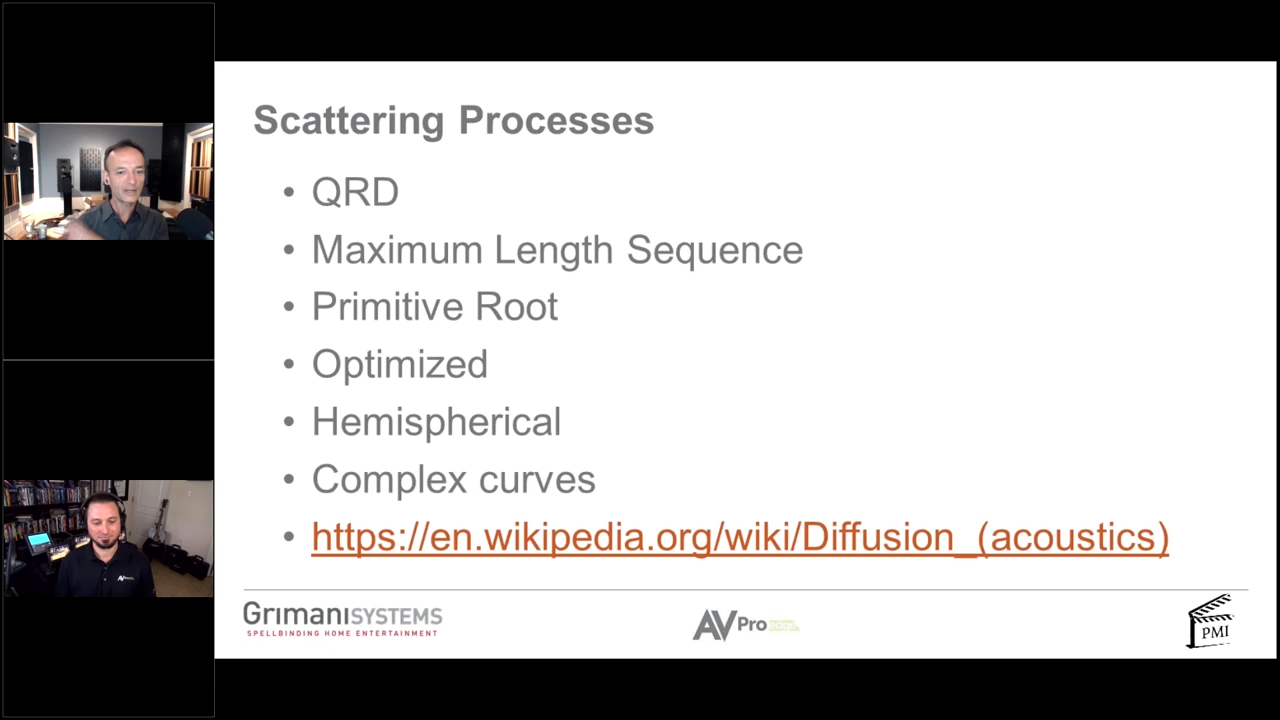 Scattering Processes
• QRD
• Maximum Length Sequence
• Primitive Root
• Optimized
• Hemispherical
• Complex curves
• https://en.wikipedia.org/wiki/Diffusion_(acoustics)
GrimaniSYSTEMS
SPELLBINDING HOME ENTERTAINMENT
AVPro
PMI